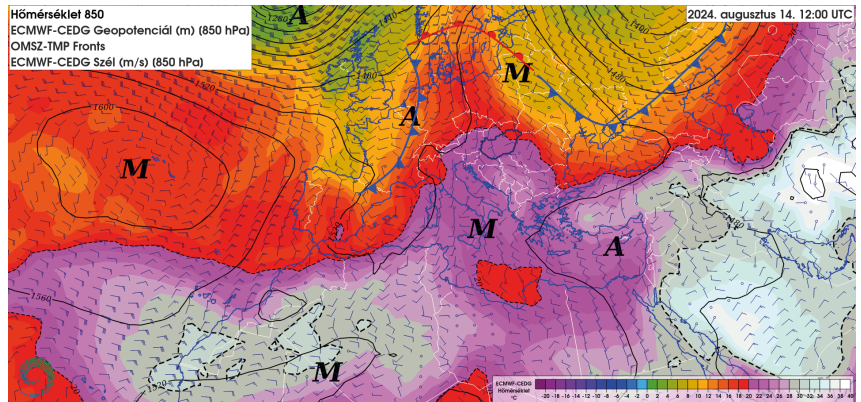 Hőmérséklet 850
ECMWF-CEDG Geopotenciál (m) (850 hPa)
OMSZ-TMP Fronts
ECMWF-CEDG Szél (m/s) (850 hPa)
2024. augusztus 14. 12:00 UTC
1260
A
1400
1520
M
1600
A
M
M
A
1560
M
ECMWF-CEDG
Hőmérséklet
°C
-20 -18 -16 -14 -12 -10 -8 -6 -4 -2 0 2 4 6 8 10 12 14 16 18 20 22 24 26 28 30 32 34 36 38 40